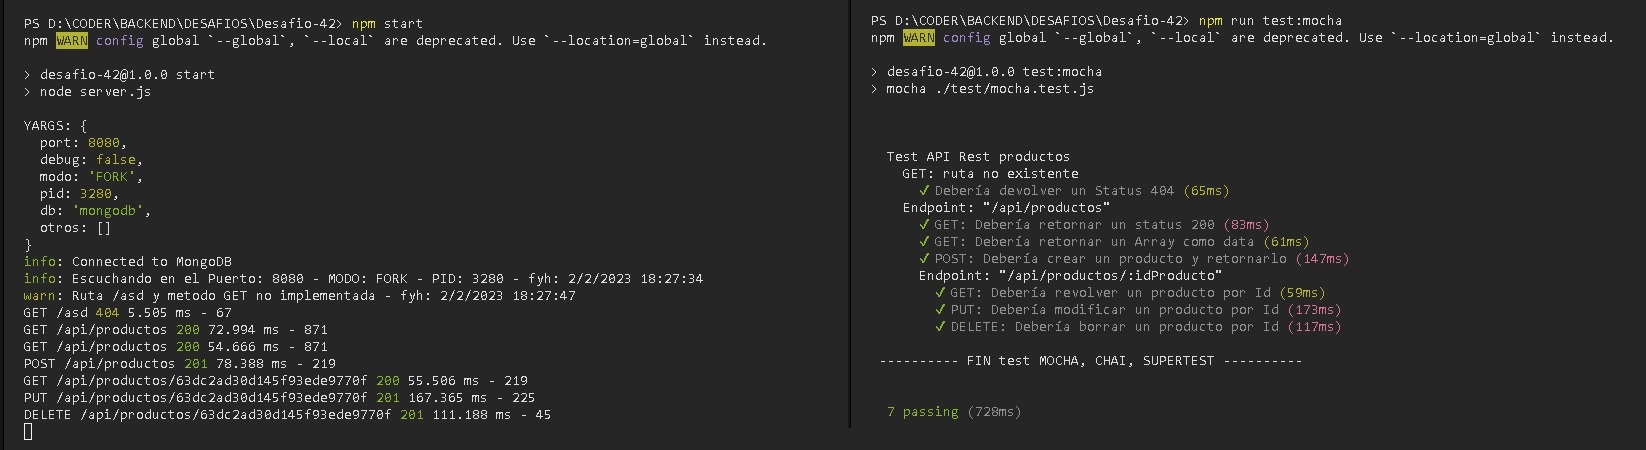 PS D:\CODER\BACKEND\DESAFIOS\Desafio-42> npm start
npm WARN config global `--global`, `--local` are deprecated. Use `--location=global` instead.
> desafio-42@1.0.0 start
> node server.js
YARGS: {
port: 8080,
debug: false,
modo: 'FORK',
pid: 3280,
db: 'mongodb',
otros: []
}
info: Connected to MongoDB
info: Escuchando en el Puerto: 8080 - MODO: FORK - PID: 3280 - fyh: 2/2/2023 18:27:34
warn: Ruta /asd y metodo GET no implementada - fyh: 2/2/2023 18:27:47
GET /asd 404 5.505 ms - 67
GET /api/productos 200 72.994 ms - 871
GET /api/productos 200 54.666 ms - 871
POST /api/productos 201 78.388 ms - 219
GET /api/productos/63dc2ad30d145f93ede9770f 200 55.506 ms - 219
PUT /api/productos/63dc2ad30d145f93ede9770f 201 167.365 ms - 225
DELETE /api/productos/63dc2ad30d145f93ede9770f 201 111.188 ms - 45
PS D:\CODER\BACKEND\DESAFIOS\Desafio-42> npm run test:mocha
npm WARN config global `--global`, `--local` are deprecated. Use `--location=global` instead.
> desafio-42@1.0.0 test:mocha
> mocha ./test/mocha.test.js
Test API Rest productos
GET: ruta no existente
✓ Debería devolver un Status 404 (65ms)
Endpoint: "/api/productos"
✓ GET: Debería retornar un status 200 (83ms)
✓ GET: Debería retornar un Array como data (61ms)
✓ POST: Debería crear un producto y retornarlo (147ms)
Endpoint: "/api/productos/:idProducto"
✓ GET: Debería revolver un producto por Id (59ms)
✓ PUT: Debería modificar un producto por Id (173ms)
✓ DELETE: Debería borrar un producto por Id (117ms)
---------- FIN test MOCHA, CHAI, SUPERTEST ----------
7 passing (728ms)